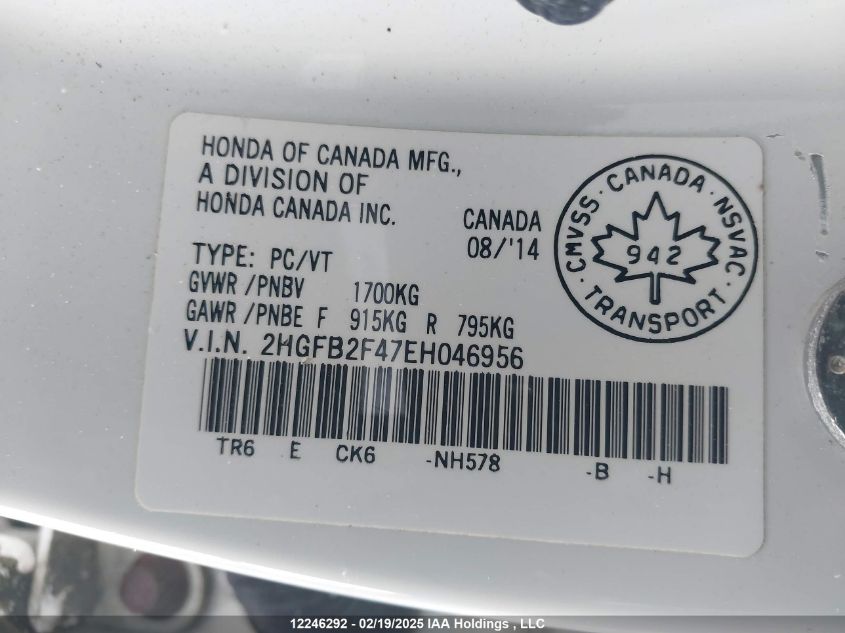 HONDA OF CANADA MFG.,
A DIVISION OF
HONDA CANADA INC.
CANADA
08/'14
TYPE: PC/VT
GVWR/PNBV 1700KG
GAWR/PNBE F 915KG R 795KG
V.I.N. 2HGFB2F47EH046956
TR6 E CK6 -NH578 -B -H
CMVSS · CANADA · NSVAC · TRANSPORT ·
942
12246292 - 02/19/2025 IAA Holdings , LLC